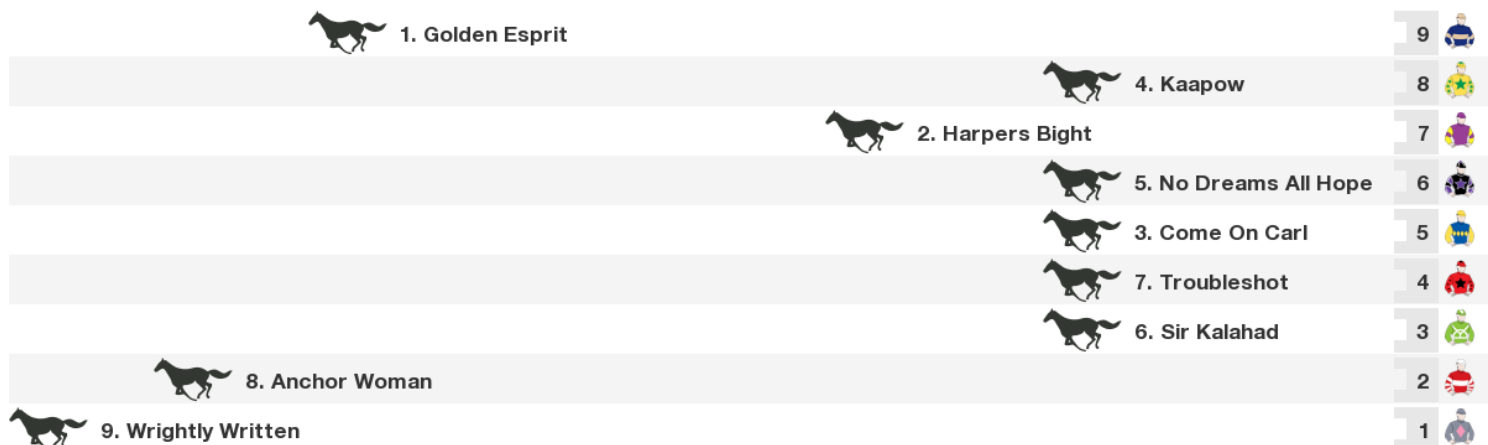 1. Golden Esprit 9
4. Kaapow 8
2. Harpers Bight 7
5. No Dreams All Hope 6
3. Come On Carl 5
7. Troubleshot 4
6. Sir Kalahad 3
8. Anchor Woman 2
9. Wrightly Written 1